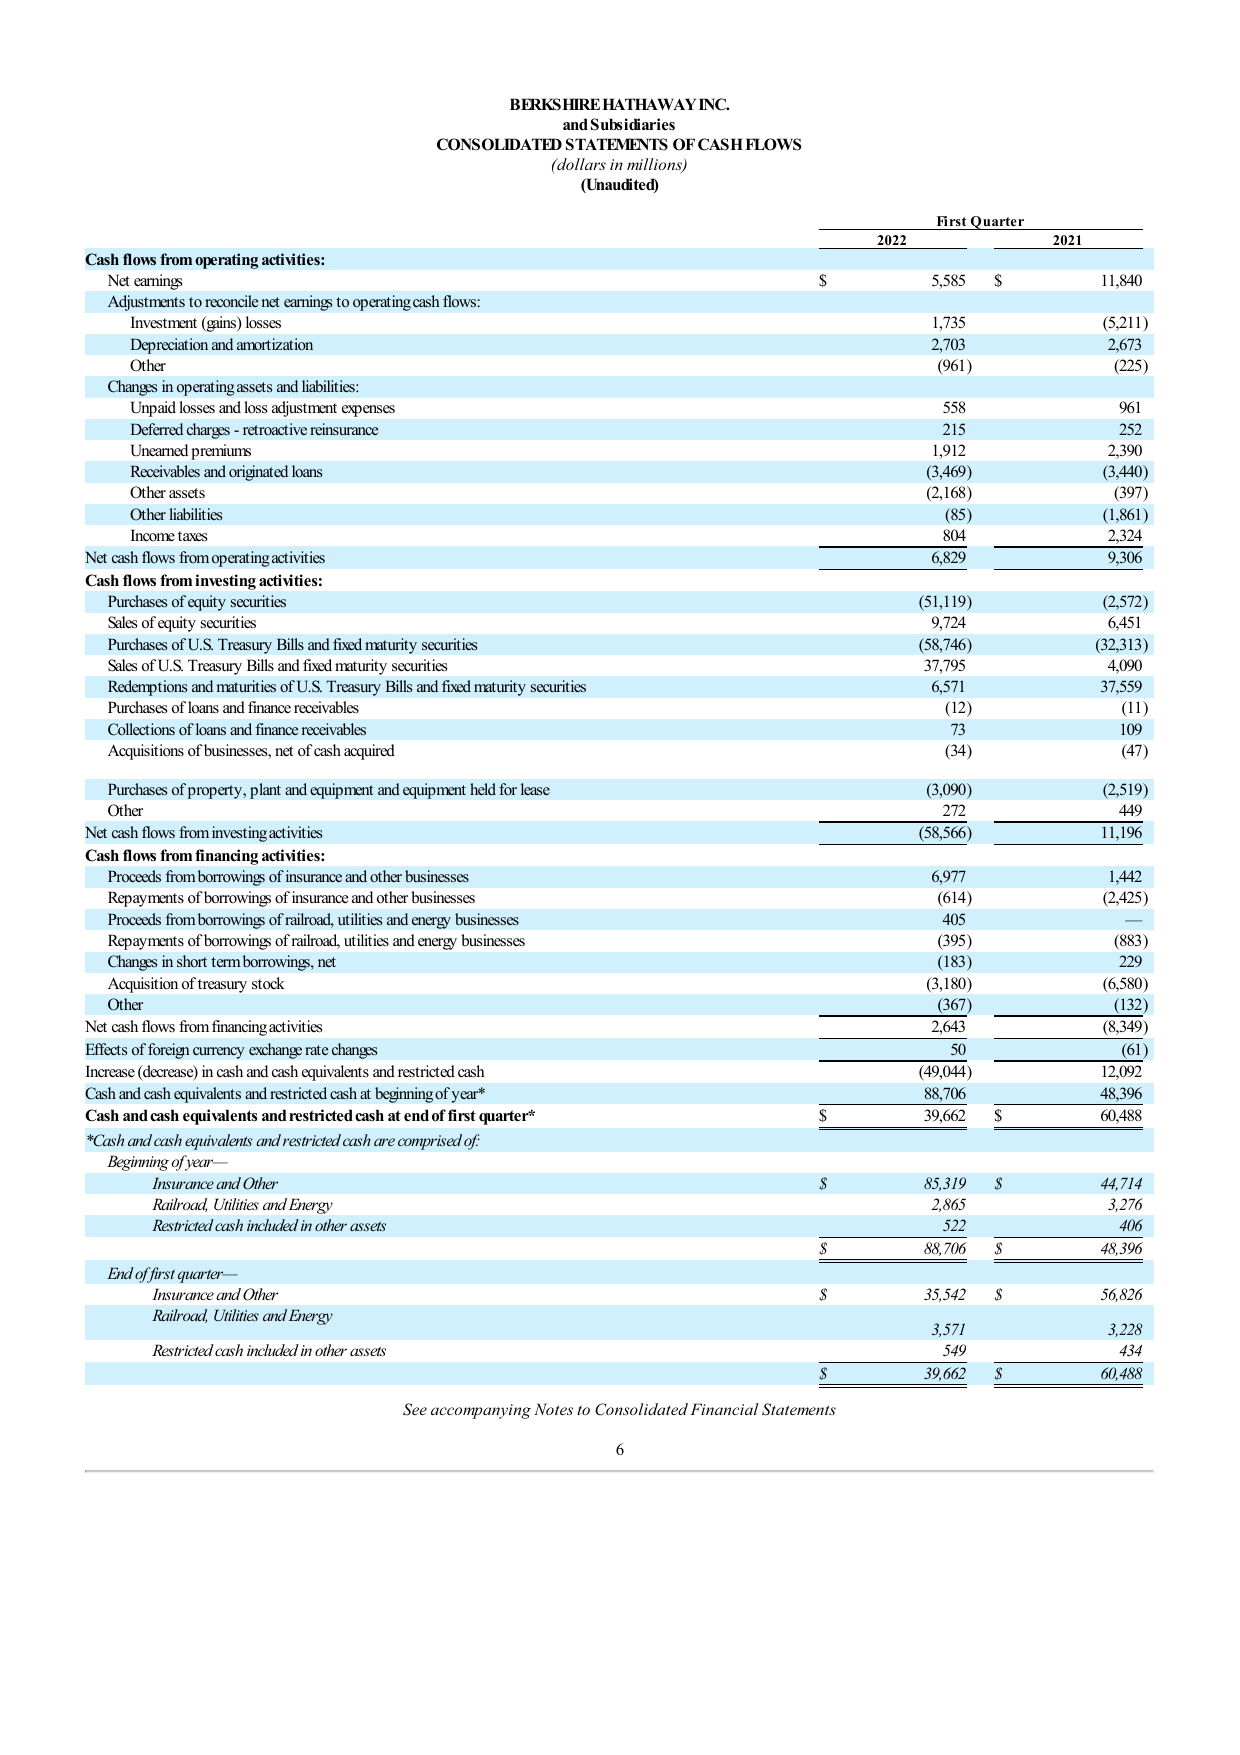 BERKSHIRE HATHAWAY INC.
and Subsidiaries
CONSOLIDATED STATEMENTS OF CASH FLOWS
(dollars in millions)
(Unaudited)
First Quarter
2022 2021
Cash flows from operating activities:
Net earnings $ 5,585 $ 11,840
Adjustments to reconcile net earnings to operating cash flows:
Investment (gains) losses 1,735 (5,211)
Depreciation and amortization 2,703 2,673
Other (961) (225)
Changes in operating assets and liabilities:
Unpaid losses and loss adjustment expenses 558 961
Deferred charges - retroactive reinsurance 215 252
Unearned premiums 1,912 2,390
Receivables and originated loans (3,469) (3,440)
Other assets (2,168) (397)
Other liabilities (85) (1,861)
Income taxes 804 2,324
Net cash flows from operating activities 6,829 9,306
Cash flows from investing activities:
Purchases of equity securities (51,119) (2,572)
Sales of equity securities 9,724 6,451
Purchases of U.S. Treasury Bills and fixed maturity securities (58,746) (32,313)
Sales of U.S. Treasury Bills and fixed maturity securities 37,795 4,090
Redemptions and maturities of U.S. Treasury Bills and fixed maturity securities 6,571 37,559
Purchases of loans and finance receivables (12) (11)
Collections of loans and finance receivables 73 109
Acquisitions of businesses, net of cash acquired (34) (47)
Purchases of property, plant and equipment and equipment held for lease (3,090) (2,519)
Other 272 449
Net cash flows from investing activities (58,566) 11,196
Cash flows from financing activities:
Proceeds from borrowings of insurance and other businesses 6,977 1,442
Repayments of borrowings of insurance and other businesses (614) (2,425)
Proceeds from borrowings of railroad, utilities and energy businesses 405 —
Repayments of borrowings of railroad, utilities and energy businesses (395) (883)
Changes in short term borrowings, net (183) 229
Acquisition of treasury stock (3,180) (6,580)
Other (367) (132)
Net cash flows from financing activities 2,643 (8,349)
Effects of foreign currency exchange rate changes 50 (61)
Increase (decrease) in cash and cash equivalents and restricted cash (49,044) 12,092
Cash and cash equivalents and restricted cash at beginning of year* 88,706 48,396
Cash and cash equivalents and restricted cash at end of first quarter* $ 39,662 $ 60,488
*Cash and cash equivalents and restricted cash are comprised of:
Beginning of year—
Insurance and Other $ 85,319 $ 44,714
Railroad, Utilities and Energy 2,865 3,276
Restricted cash included in other assets 522 406
$ 88,706 $ 48,396
End of first quarter—
Insurance and Other $ 35,542 $ 56,826
Railroad, Utilities and Energy 3,571 3,228
Restricted cash included in other assets 549 434
$ 39,662 $ 60,488
See accompanying Notes to Consolidated Financial Statements
6